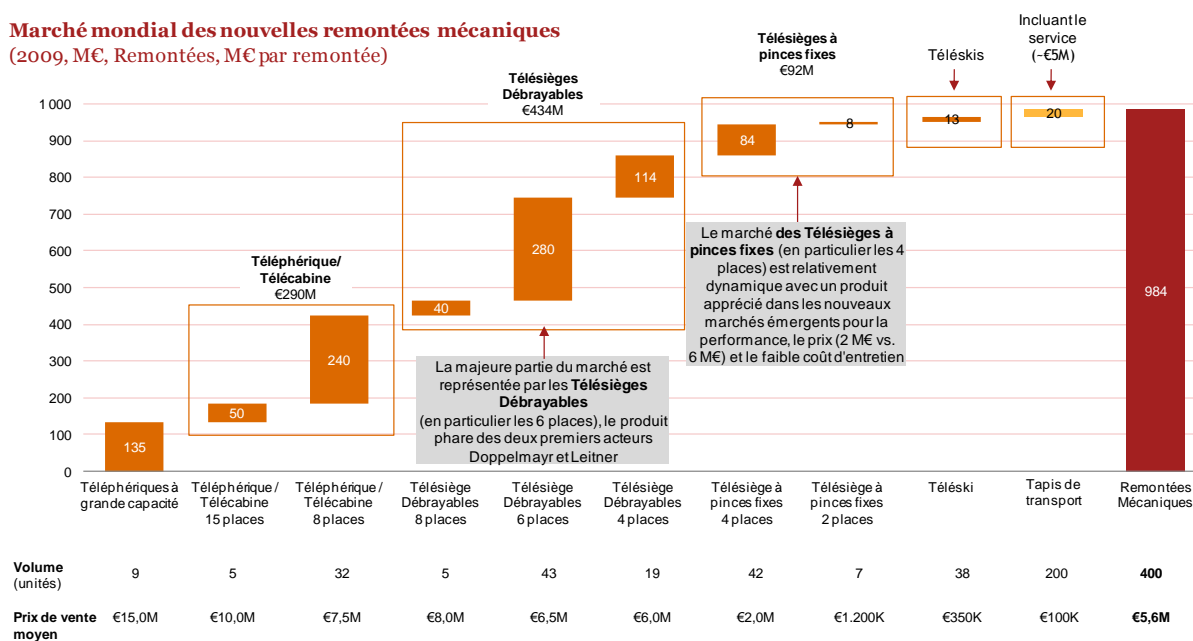 Marché mondial des nouvelles remontées mécaniques
(2009, M€, Remontées, M€ par remontée)
Incluant le
service
(~€5M)
Téléskis
Télésièges à
pinces fixes
€92M
Télésièges
Débrayables
€434M
Téléphérique/
Télécabine
€290M
1 000
900
800
700
600
500
400
300
200
100
0
135
50
240
40
280
114
84
8
13
20
984
La majeure partie du marché est
représentée par les Télésièges
Débrayables
(en particulier les 6 places), le produit
phare des deux premiers acteurs
Doppelmayr et Leitner
Le marché des Télésièges à
pinces fixes (en particulier les 4
places) est relativement
dynamique avec un produit
apprécié dans les nouveaux
marchés émergents pour la
performance, le prix (2 M€ vs.
6 M€) et le faible coût d'entretien
Téléphériques à
grande capacité
Téléphérique /
Télécabine
15 places
Téléphérique /
Télécabine
8 places
Télésiège
Débrayables
8 places
Télésiège
Débrayables
6 places
Télésiège
Débrayables
4 places
Télésiège à
pinces fixes
4 places
Télésiège à
pinces fixes
2 places
Téléski
Tapis de
transport
Remontées
Mécaniques
Volume
(unités)
9 5 32 5 43 19 42 7 38 200 400
Prix de vente
moyen
€15,0M €10,0M €7,5M €8,0M €6,5M €6,0M €2,0M €1.200K €350K €100K €5,6M